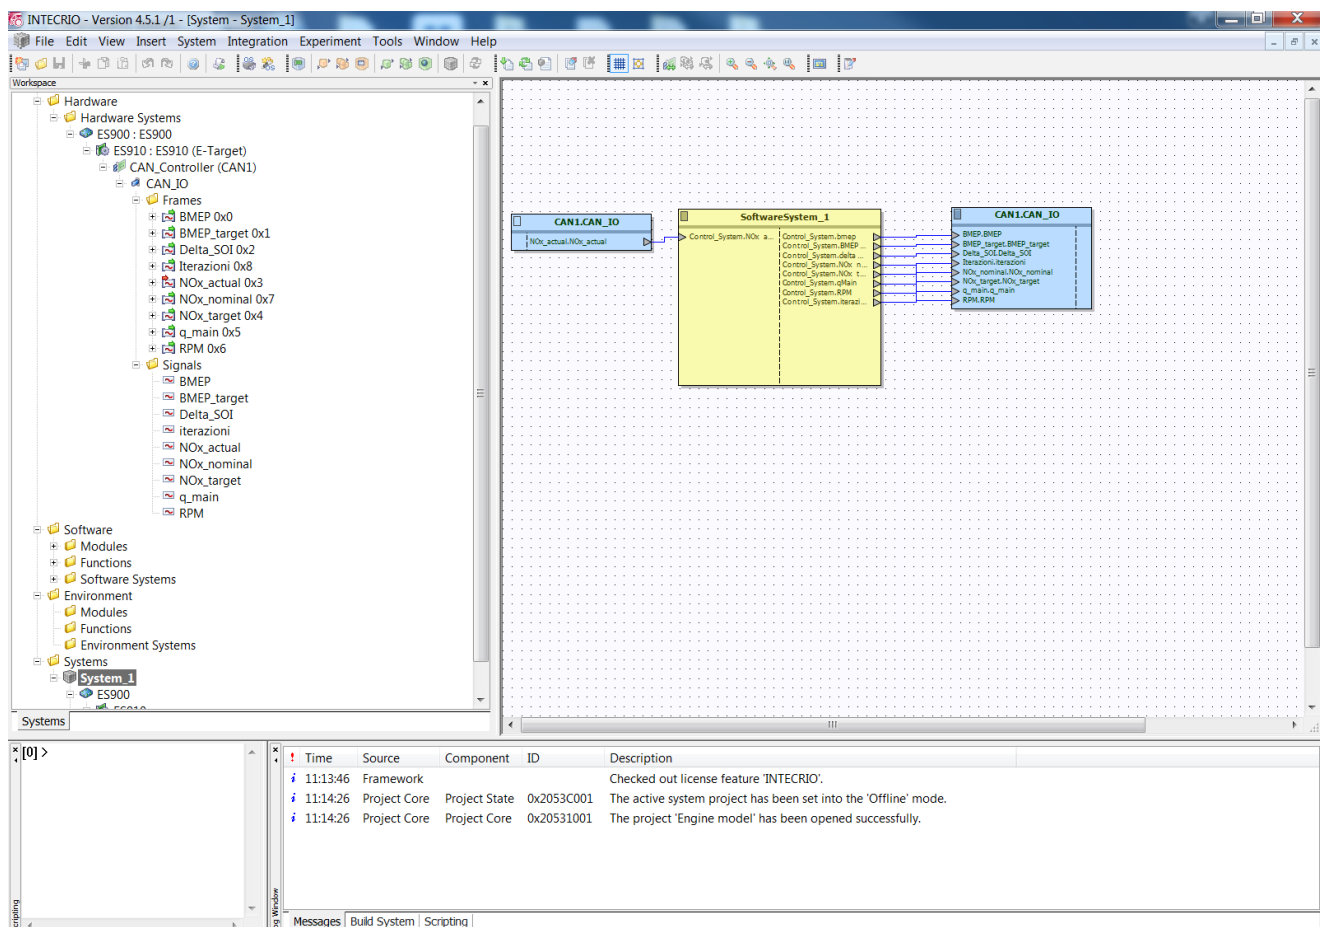 INTECRIO - Version 4.5.1 /1 - [System - System_1]
File Edit View Insert System Integration Experiment Tools Window Help
Workspace
Hardware
Hardware Systems
ES900 : ES900
ES910 : ES910 (E-Target)
CAN_Controller (CAN1)
CAN_IO
Frames
BMEP 0x0
BMEP_target 0x1
Delta_SOI 0x2
Iterazioni 0x8
NOx_actual 0x3
NOx_nominal 0x7
NOx_target 0x4
q_main 0x5
RPM 0x6
Signals
BMEP
BMEP_target
Delta_SOI
iterazioni
NOx_actual
NOx_nominal
NOx_target
q_main
RPM
Software
Modules
Functions
Software Systems
Environment
Modules
Functions
Environment Systems
Systems
System_1
ES900
ES910
Systems
CAN1.CAN_IO
NOx_actual.NOx_actual
SoftwareSystem_1
Control_System.NOx a...
Control_System.bmep
Control_System.BMEP ...
Control_System.delta ...
Control_System.NOx n...
Control_System.NOx t...
Control_System.qMain
Control_System.RPM
Control_System.iterazi...
CAN1.CAN_IO
BMEP.BMEP
BMEP_target.BMEP_target
Delta_SOI.Delta_SOI
Iterazioni.iterazioni
NOx_nominal.NOx_nominal
NOx_target.NOx_target
q_main.q_main
RPM.RPM
[0] >
cripting
og Window
! Time Source Component ID Description
i 11:13:46 Framework Checked out license feature 'INTECRIO'.
i 11:14:26 Project Core Project State 0x2053C001 The active system project has been set into the 'Offline' mode.
i 11:14:26 Project Core Project Core 0x20531001 The project 'Engine model' has been opened successfully.
Messages Build System Scripting